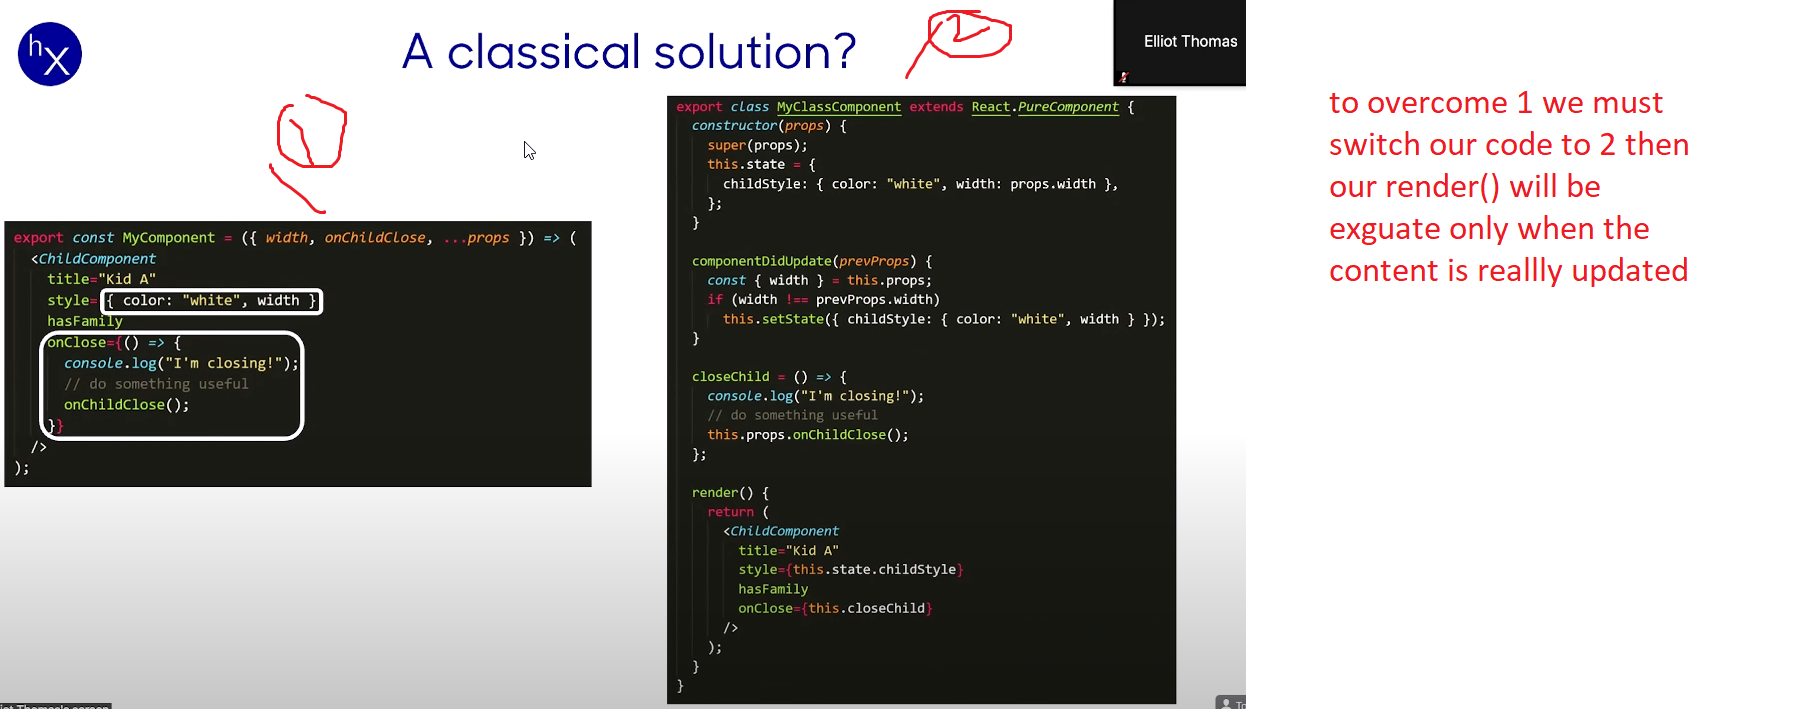 hx
A classical solution?
2
Elliot Thomas
1
export const MyComponent = ({ width, onChildClose, ...props }) => (
<ChildComponent
title="Kid A"
style={ color: "white", width }
hasFamily
onClose={() => {
console.log("I'm closing!");
// do something useful
onChildClose();
}}
/>
);
export class MyClassComponent extends React.PureComponent {
constructor(props) {
super(props);
this.state = {
childStyle: { color: "white", width: props.width },
};
}
componentDidUpdate(prevProps) {
const { width } = this.props;
if (width !== prevProps.width)
this.setState({ childStyle: { color: "white", width } });
}
closeChild = () => {
console.log("I'm closing!");
// do something useful
this.props.onChildClose();
};
render() {
return (
<ChildComponent
title="Kid A"
style={this.state.childStyle}
hasFamily
onClose={this.closeChild}
/>
);
}
}
to overcome 1 we must
switch our code to 2 then
our render() will be
exguate only when the
content is reallly updated